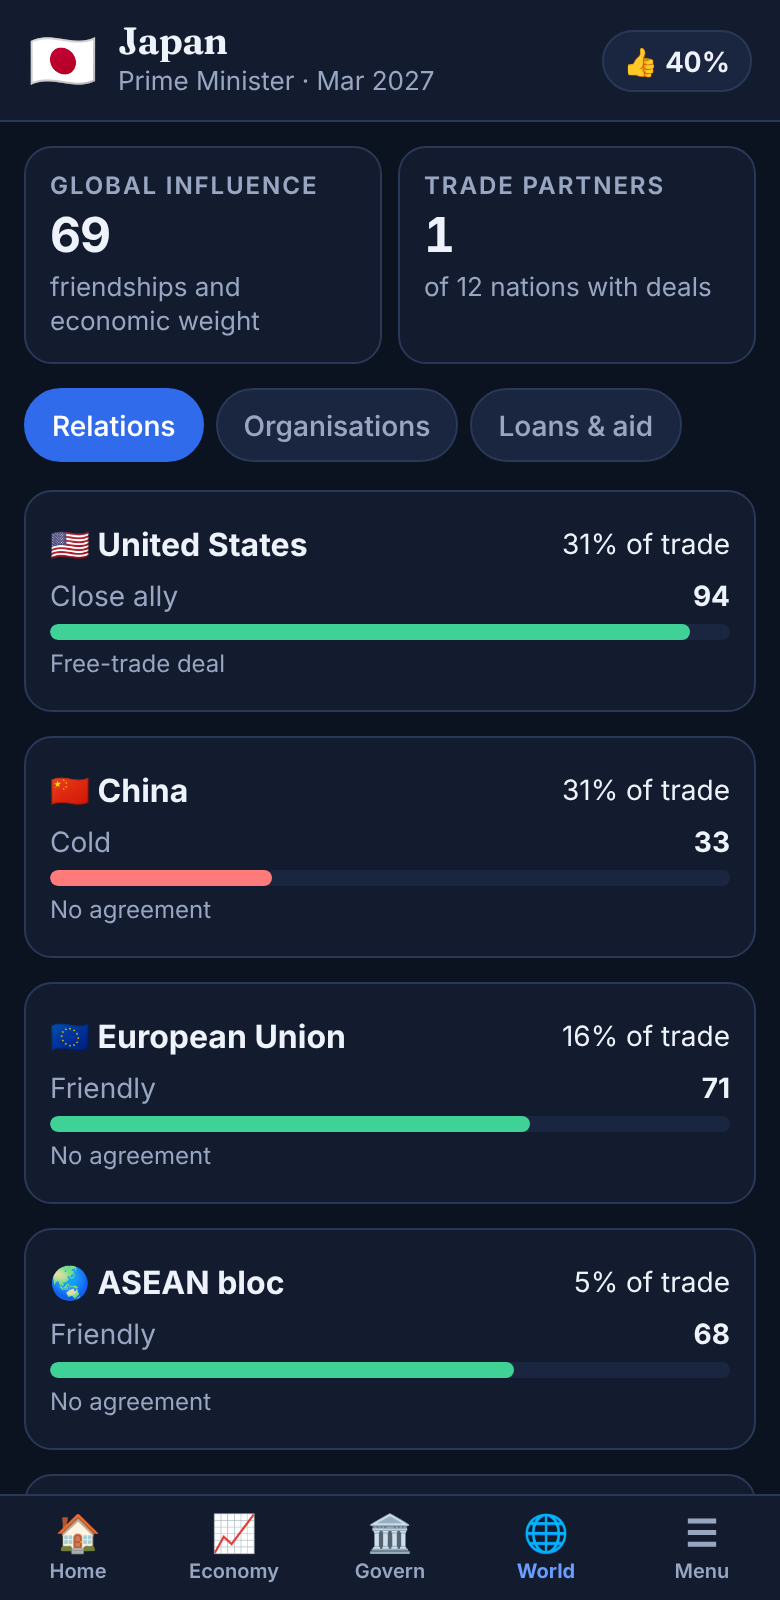 Japan
Prime Minister · Mar 2027
40%
GLOBAL INFLUENCE
69
friendships and
economic weight
TRADE PARTNERS
1
of 12 nations with deals
Relations
Organisations
Loans & aid
United States
31% of trade
Close ally
94
Free-trade deal
China
31% of trade
Cold
33
No agreement
European Union
16% of trade
Friendly
71
No agreement
ASEAN bloc
5% of trade
Friendly
68
No agreement
Home
Economy
Govern
World
Menu